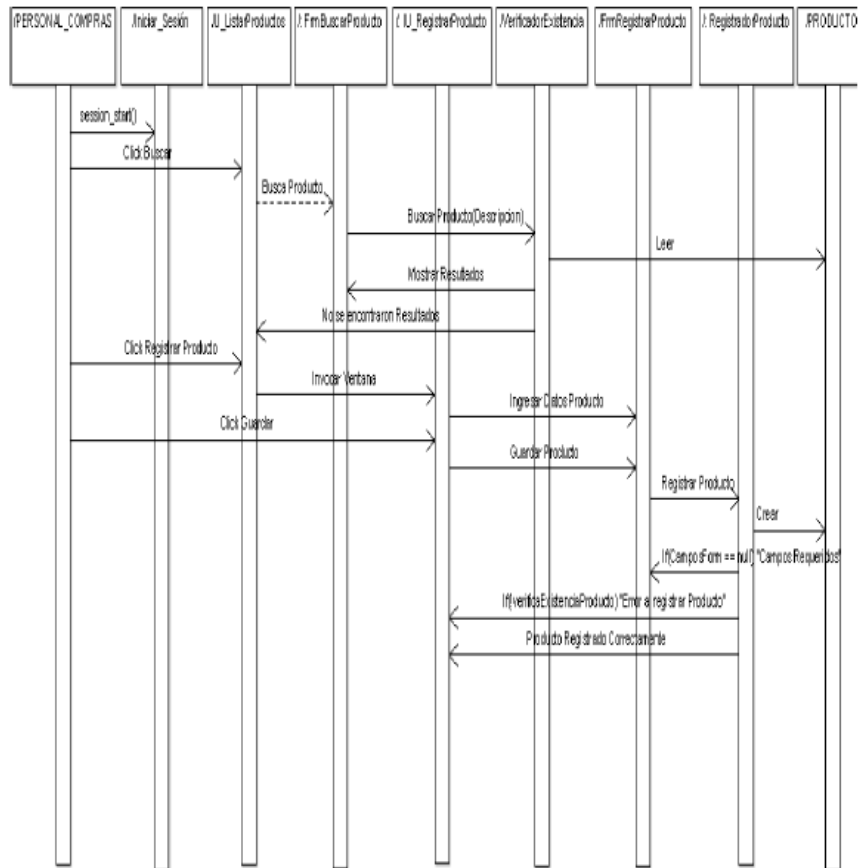 /PERSONAL_COMPRAS
/Iniciar_Sesión
/IU_ListarProductos
/: FrmBuscarProducto
/: IU_RegistrarProducto
/VerificadorExistencia
/FrmRegistrarProducto
/: RegistradorProducto
/PRODUCTO
session_start()
Click Buscar
Busca Producto
Buscar Producto(Descripcion)
Leer
Mostrar Resultados
No se encontraron Resultados
Click Registrar Producto
Invocar Ventana
Ingresar Datos Producto
Click Guardar
Guardar Producto
Registrar Producto
Crear
If(CamposForm == null) "Campos Requeridos"
If(!verificaExistenciaProducto) "Error al registrar Producto"
Producto Registrado Correctamente